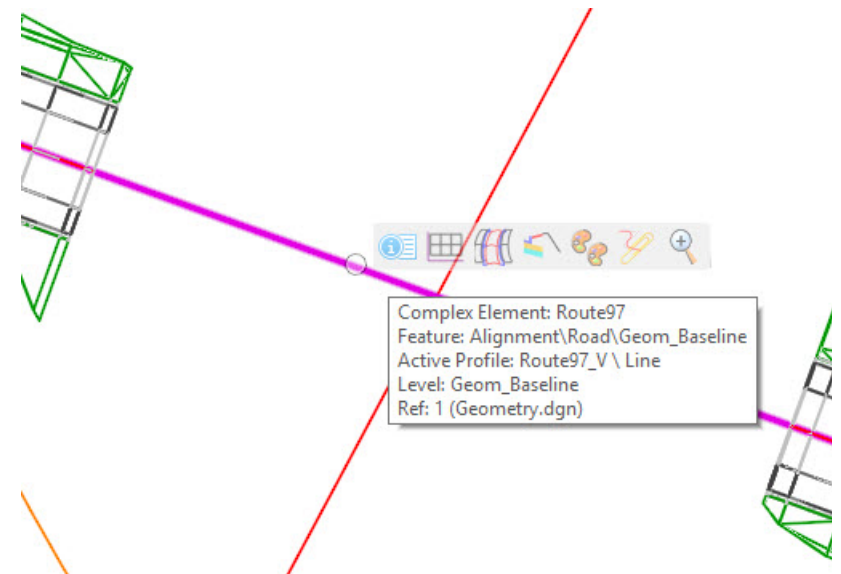 Complex Element: Route97
Feature: Alignment\Road\Geom_Baseline
Active Profile: Route97_V \ Line
Level: Geom_Baseline
Ref: 1 (Geometry.dgn)